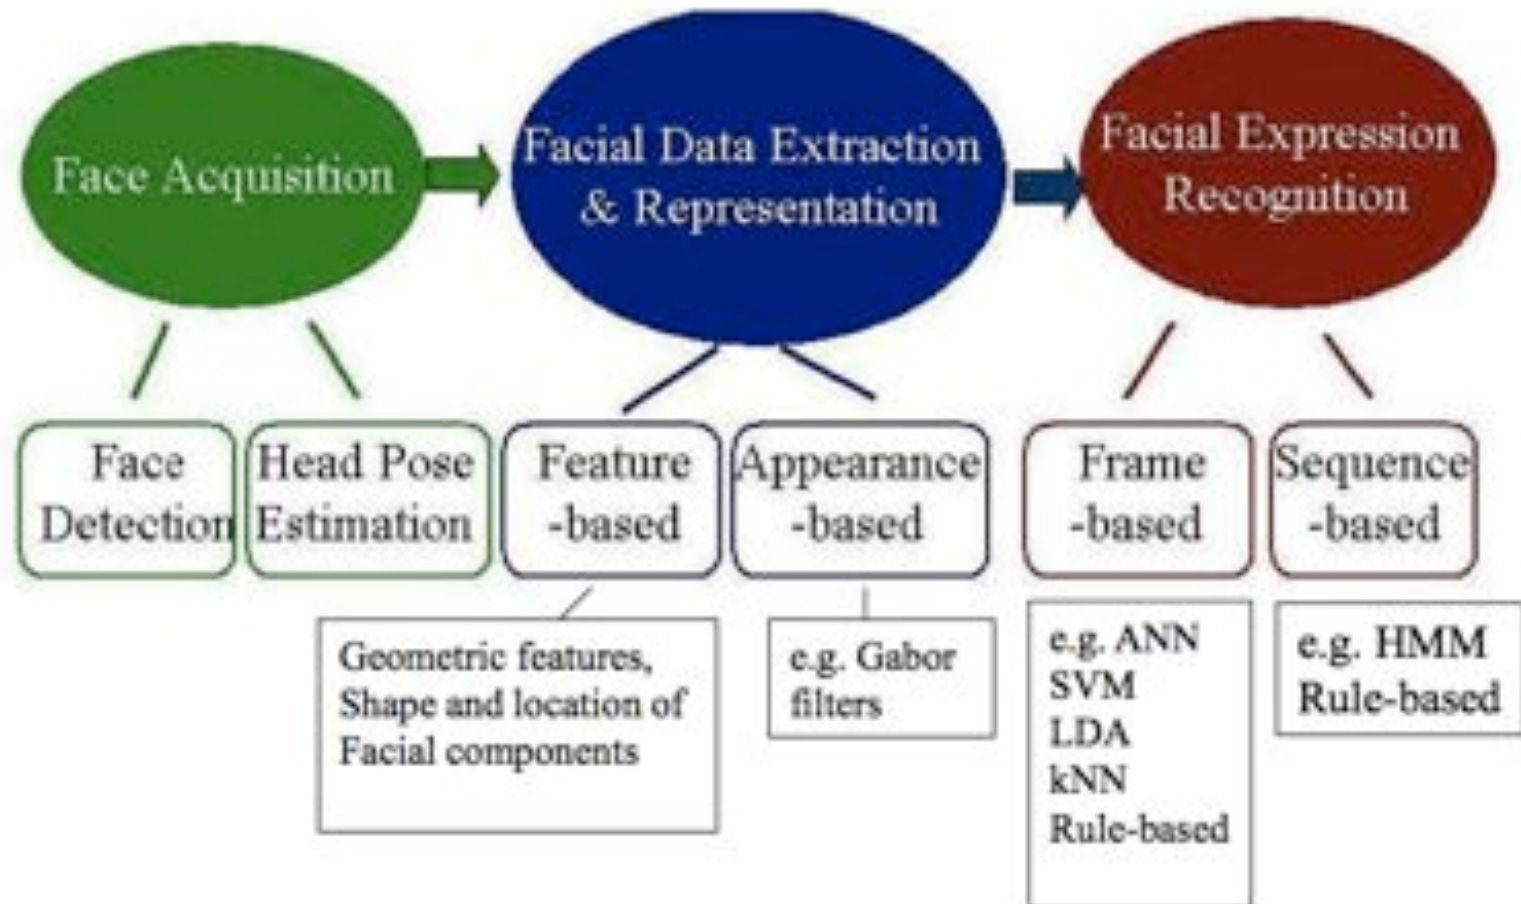 Face Acquisition
Facial Data Extraction
& Representation
Facial Expression
Recognition
Face
Detection
Head Pose
Estimation
Feature
-based
Appearance
-based
Frame
-based
Sequence
-based
Geometric features,
Shape and location of
Facial components
e.g. Gabor
filters
e.g. ANN
SVM
LDA
kNN
Rule-based
e.g. HMM
Rule-based